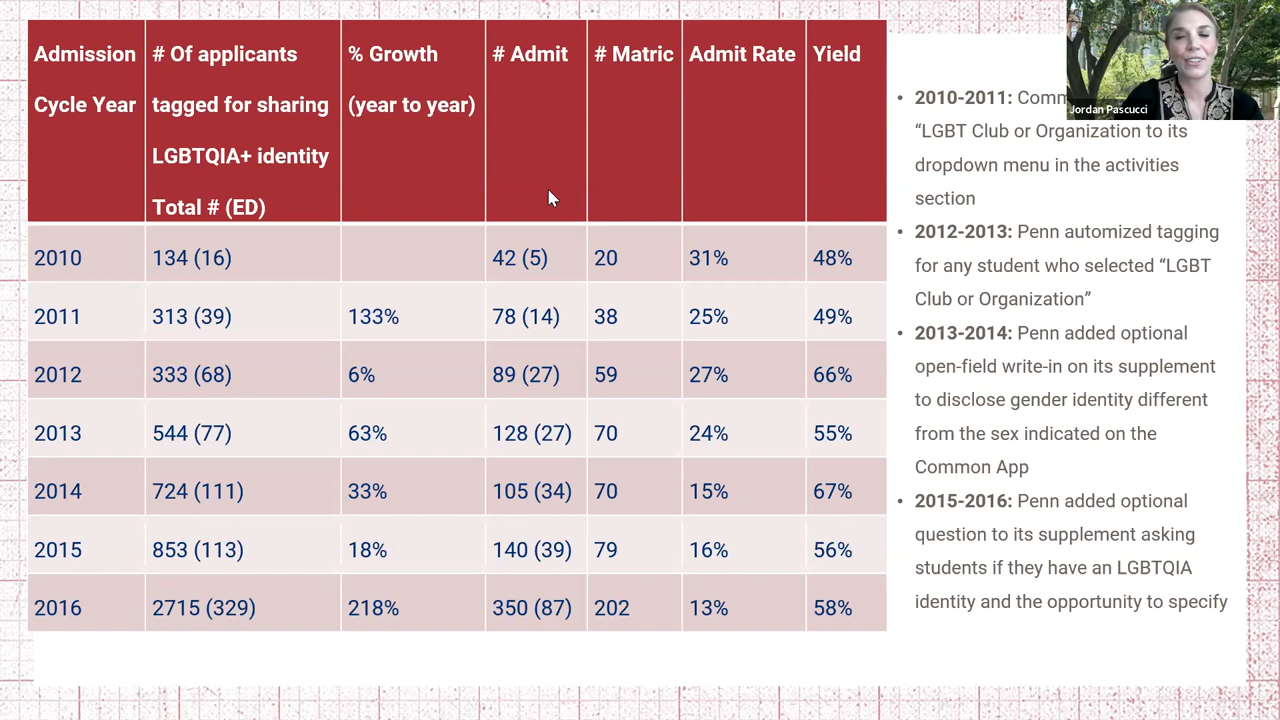 Admission Cycle Year | # Of applicants tagged for sharing LGBTQIA+ identity Total # (ED) | % Growth (year to year) | # Admit | # Matric | Admit Rate | Yield
2010 | 134 (16) | | 42 (5) | 20 | 31% | 48%
2011 | 313 (39) | 133% | 78 (14) | 38 | 25% | 49%
2012 | 333 (68) | 6% | 89 (27) | 59 | 27% | 66%
2013 | 544 (77) | 63% | 128 (27) | 70 | 24% | 55%
2014 | 724 (111) | 33% | 105 (34) | 70 | 15% | 67%
2015 | 853 (113) | 18% | 140 (39) | 79 | 16% | 56%
2016 | 2715 (329) | 218% | 350 (87) | 202 | 13% | 58%
Jordan Pascucci
• 2010-2011:
“LGBT Club or Organization to its
dropdown menu in the activities
section
• 2012-2013: Penn automized tagging
for any student who selected “LGBT
Club or Organization”
• 2013-2014: Penn added optional
open-field write-in on its supplement
to disclose gender identity different
from the sex indicated on the
Common App
• 2015-2016: Penn added optional
question to its supplement asking
students if they have an LGBTQIA
identity and the opportunity to specify